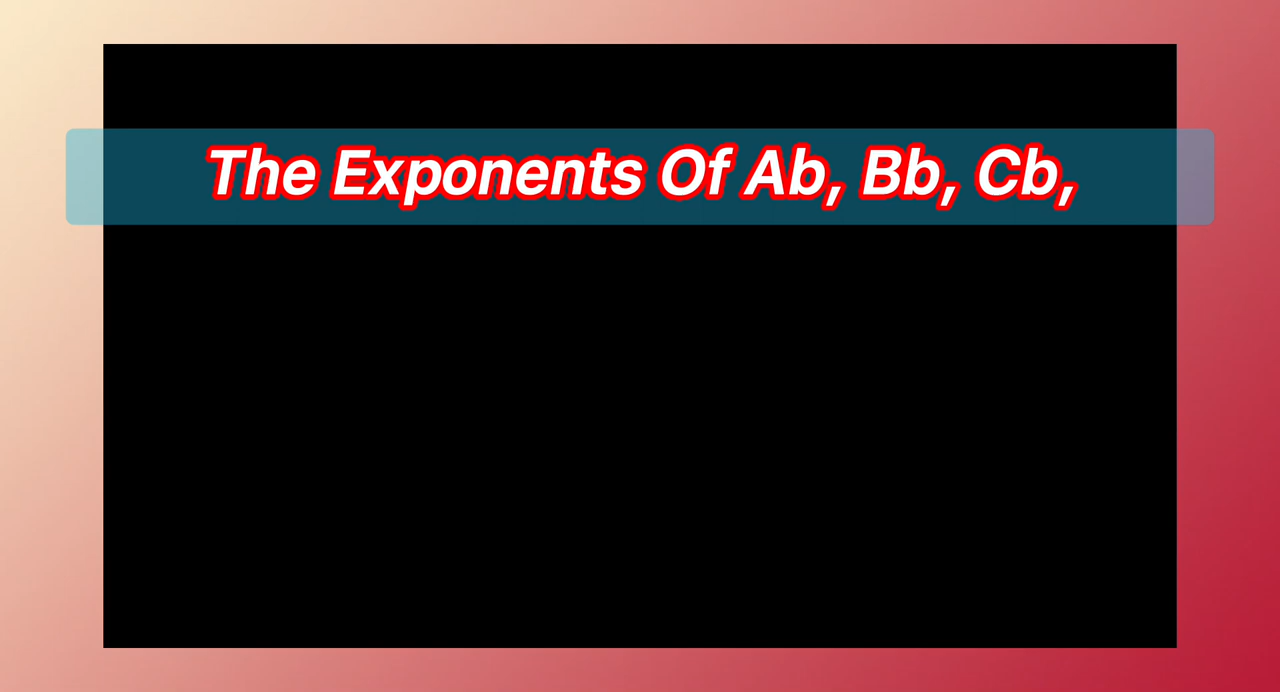 The Exponents Of Ab, Bb, Cb,